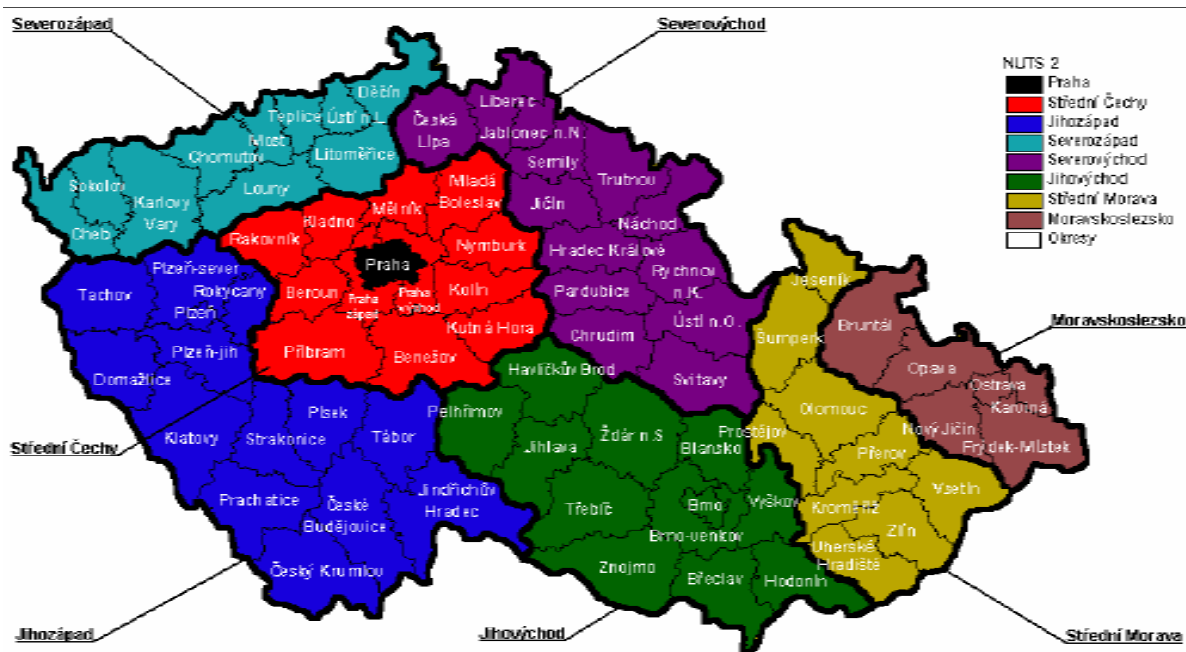 Severozápad
Severovýchod
NUTS 2
Praha
Střední Čechy
Jihozápad
Severozápad
Severovýchod
Jihovýchod
Střední Morava
Moravskoslezsko
Okresy
Děčín
Teplice
Ústí n.L.
Most
Chomutov
Litoměřice
Louny
Sokolov
Karlovy
Vary
Cheb
Česká
Lípa
Liberec
Jablonec n.N.
Semily
Trutnov
Jičín
Náchod
Hradec Králové
Rychnov
n.K.
Pardubice
Ústí n.O.
Chrudim
Svitavy
Mladá
Boleslav
Mělník
Kladno
Rakovník
Nymburk
Praha
Beroun
Praha
západ
Praha
východ
Kolín
Kutná Hora
Příbram
Benešov
Plzeň-sever
Tachov
Rokycany
Plzeň
Plzeň-jih
Domažlice
Klatovy
Písek
Strakonice
Tábor
Prachatice
České
Budějovice
Jindřichův
Hradec
Český Krumlov
Havlíčkův Brod
Pelhřimov
Jihlava
Žďár n.S
Blansko
Třebíč
Brno
Vyškov
Brno-venkov
Znojmo
Břeclav
Hodonín
Jeseník
Šumperk
Olomouc
Prostějov
Přerov
Kroměříž
Vsetín
Zlín
Uherské
Hradiště
Bruntál
Opava
Ostrava
Karviná
Nový Jičín
Frýdek-Místek
Moravskoslezsko
Střední Čechy
Jihozápad
Jihovýchod
Střední Morava